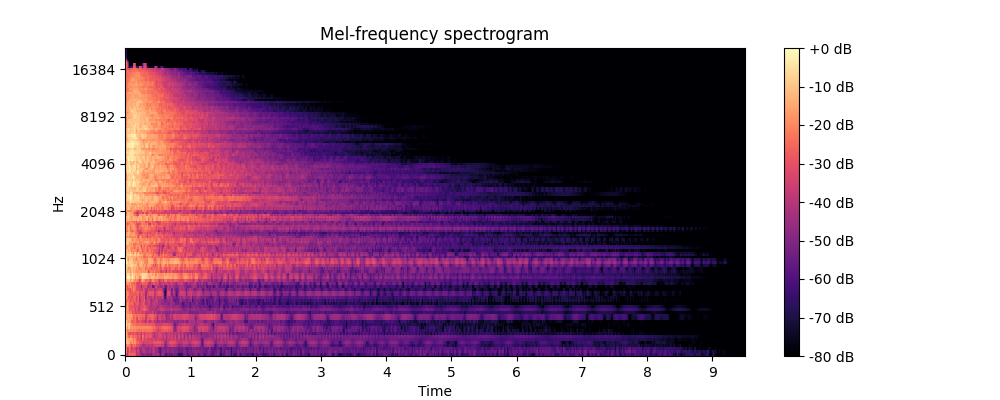 Mel-frequency spectrogram
Hz
16384
8192
4096
2048
1024
512
0
0 1 2 3 4 5 6 7 8 9
Time
+0 dB
-10 dB
-20 dB
-30 dB
-40 dB
-50 dB
-60 dB
-70 dB
-80 dB